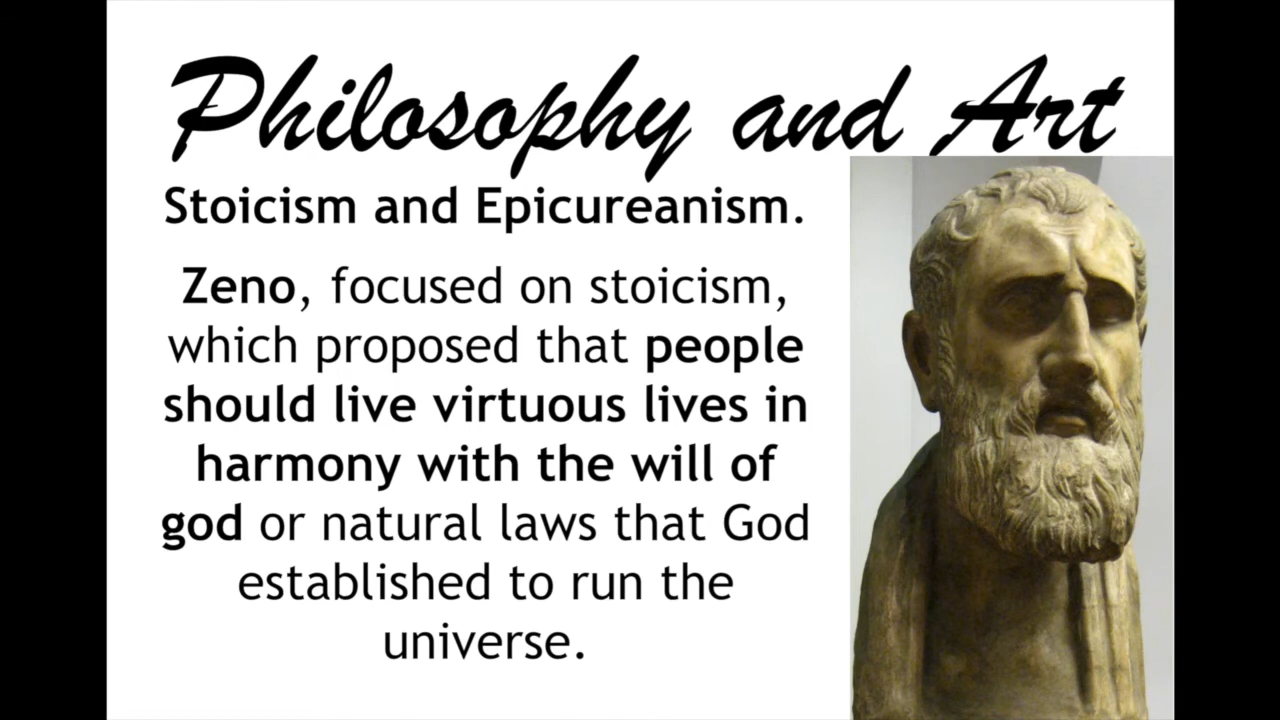 Philosophy and Art
Stoicism and Epicureanism.
Zeno, focused on stoicism,
which proposed that people
should live virtuous lives in
harmony with the will of
god or natural laws that God
established to run the
universe.